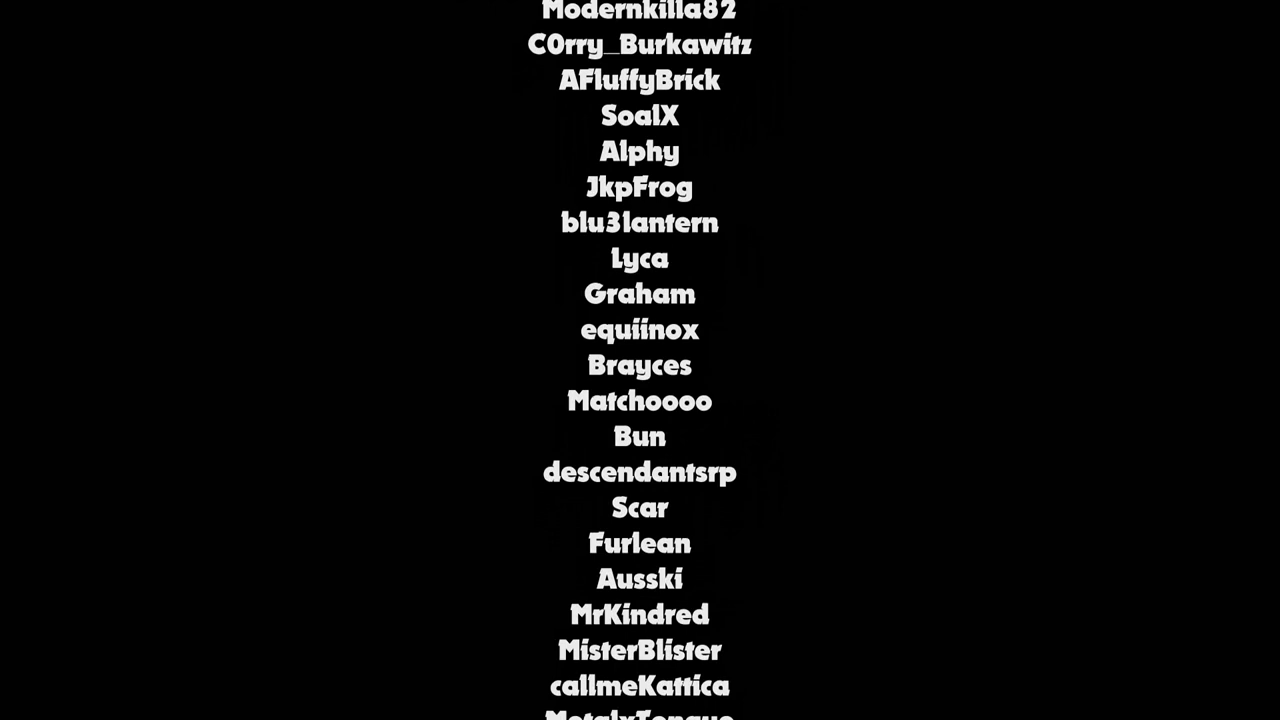 Modernkilla82
C0rry_Burkawitz
AFluffyBrick
SoalX
Alphy
JkpFrog
blu3lantern
Lyca
Graham
equiinox
Brayces
Matchoooo
Bun
descendantsrp
Scar
Furlean
Ausski
MrKindred
MisterBlister
callmeKattica
MetalxTongue